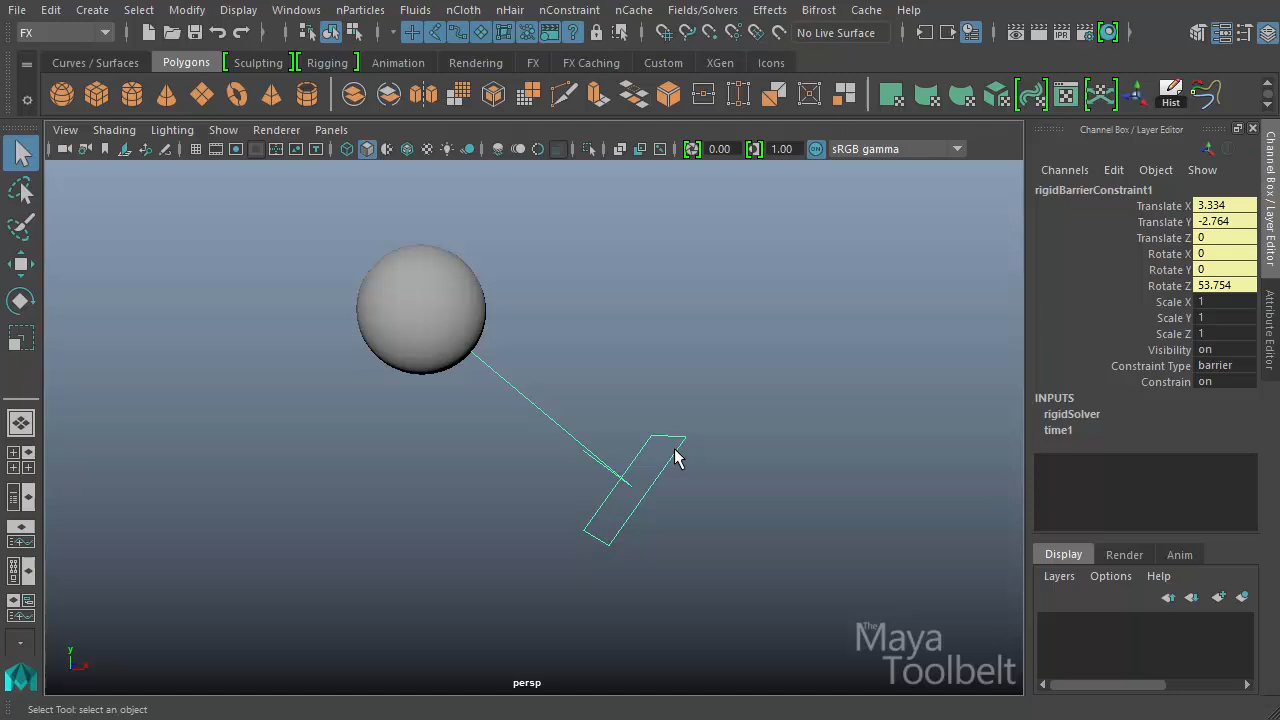 File Edit Create Select Modify Display Windows nParticles Fluids nCloth nHair nConstraint nCache Fields/Solvers Effects Bifrost Cache Help
FX No Live Surface
Curves / Surfaces Polygons Sculpting Rigging Animation Rendering FX FX Caching Custom XGen Icons
Hist
View Shading Lighting Show Renderer Panels
0.00 1.00 ON sRGB gamma
Channel Box / Layer Editor
Channels Edit Object Show
rigidBarrierConstraint1
Translate X 3.334
Translate Y -2.764
Translate Z 0
Rotate X 0
Rotate Y 0
Rotate Z 53.754
Scale X 1
Scale Y 1
Scale Z 1
Visibility on
Constraint Type barrier
Constrain on
INPUTS
rigidSolver
time1
Display Render Anim
Layers Options Help
Channel Box / Layer Editor
Attribute Editor
y
x
persp
The
Maya
Toolbelt
Select Tool: select an object